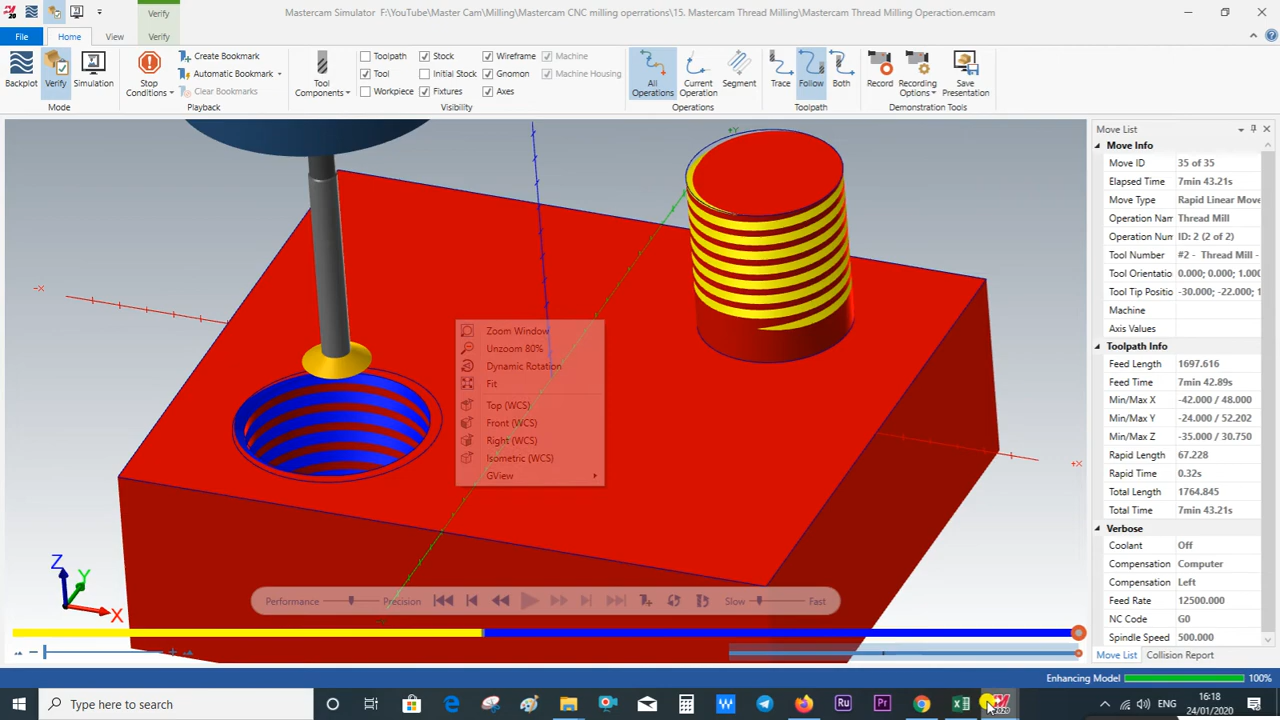 Mastercam Simulator F:\YouTube\Master Cam\Milling\Mastercam CNC milling operrations\15. Mastercam Thread Milling\Mastercam Thread Milling Operaction.emcam
Verify
File Home View Verify
Backplot Verify Simulation
Mode
Stop Conditions
Create Bookmark
Automatic Bookmark
Clear Bookmarks
Playback
Tool Components
Toolpath Stock Wireframe Machine
Tool Initial Stock Gnomon Machine Housing
Workpiece Fixtures Axes
Visibility
All Operations Current Operation Segment
Operations
Trace Follow Both
Toolpath
Record Recording Options Save Presentation
Demonstration Tools
+Y
-X
+X
Zoom Window
Unzoom 80%
Dynamic Rotation
Fit
Top (WCS)
Front (WCS)
Right (WCS)
Isometric (WCS)
GView
Z
Y
X
Performance Precision Slow Fast
Move List
Move Info
Move ID 35 of 35
Elapsed Time 7min 43.21s
Move Type Rapid Linear Move
Operation Nam Thread Mill
Operation Num ID: 2 (2 of 2)
Tool Number #2 - Thread Mill -
Tool Orientatio 0.000; 0.000; 1.000
Tool Tip Positio -30.000; -22.000; 1
Machine
Axis Values
Toolpath Info
Feed Length 1697.616
Feed Time 7min 42.89s
Min/Max X -42.000 / 48.000
Min/Max Y -24.000 / 52.202
Min/Max Z -35.000 / 30.750
Rapid Length 67.228
Rapid Time 0.32s
Total Length 1764.845
Total Time 7min 43.21s
Verbose
Coolant Off
Compensation Computer
Compensation Left
Feed Rate 12500.000
NC Code G0
Spindle Speed 500.000
Move List Collision Report
Enhancing Model 100%
Type here to search
W
Ru
Pr
2020
ENG
16:18
24/01/2020